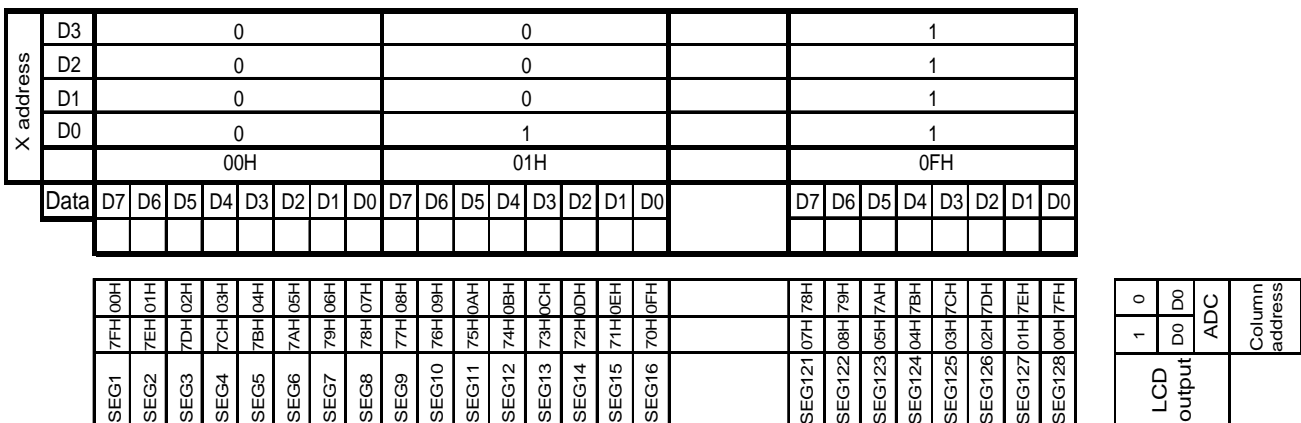 X address
D3 0 0 1
D2 0 0 1
D1 0 0 1
D0 0 1 1
00H 01H 0FH
Data D7 D6 D5 D4 D3 D2 D1 D0 D7 D6 D5 D4 D3 D2 D1 D0 D7 D6 D5 D4 D3 D2 D1 D0
00H 01H 02H 03H 04H 05H 06H 07H 08H 09H 0AH 0BH 0CH 0DH 0EH 0FH 78H 79H 7AH 7BH 7CH 7DH 7EH 7FH
7FH 7EH 7DH 7CH 7BH 7AH 79H 78H 77H 76H 75H 74H 73H 72H 71H 70H 07H 08H 05H 04H 03H 02H 01H 00H
SEG1 SEG2 SEG3 SEG4 SEG5 SEG6 SEG7 SEG8 SEG9 SEG10 SEG11 SEG12 SEG13 SEG14 SEG15 SEG16 SEG121 SEG122 SEG123 SEG124 SEG125 SEG126 SEG127 SEG128
0 D0
1 D0
ADC
Column
address
LCD
output